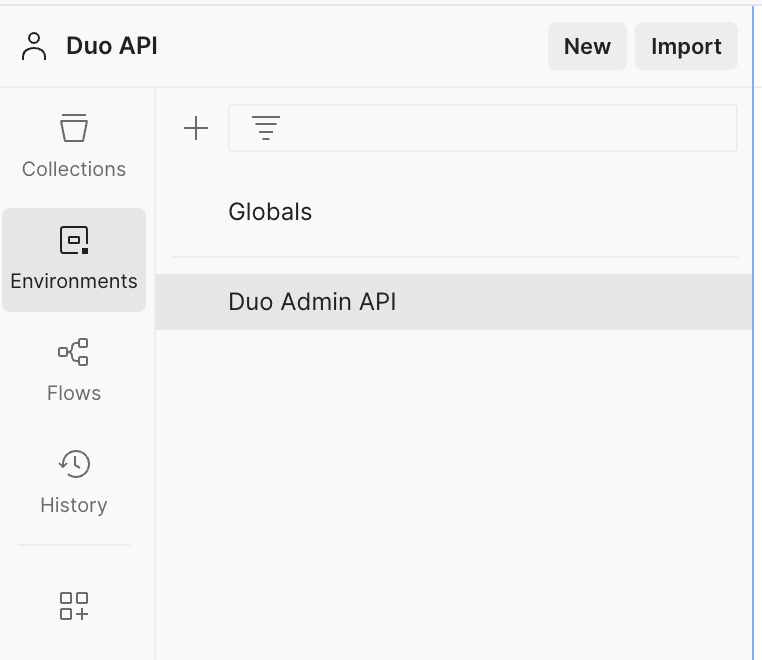 Duo API
New
Import
Collections
Environments
Flows
History
Globals
Duo Admin API